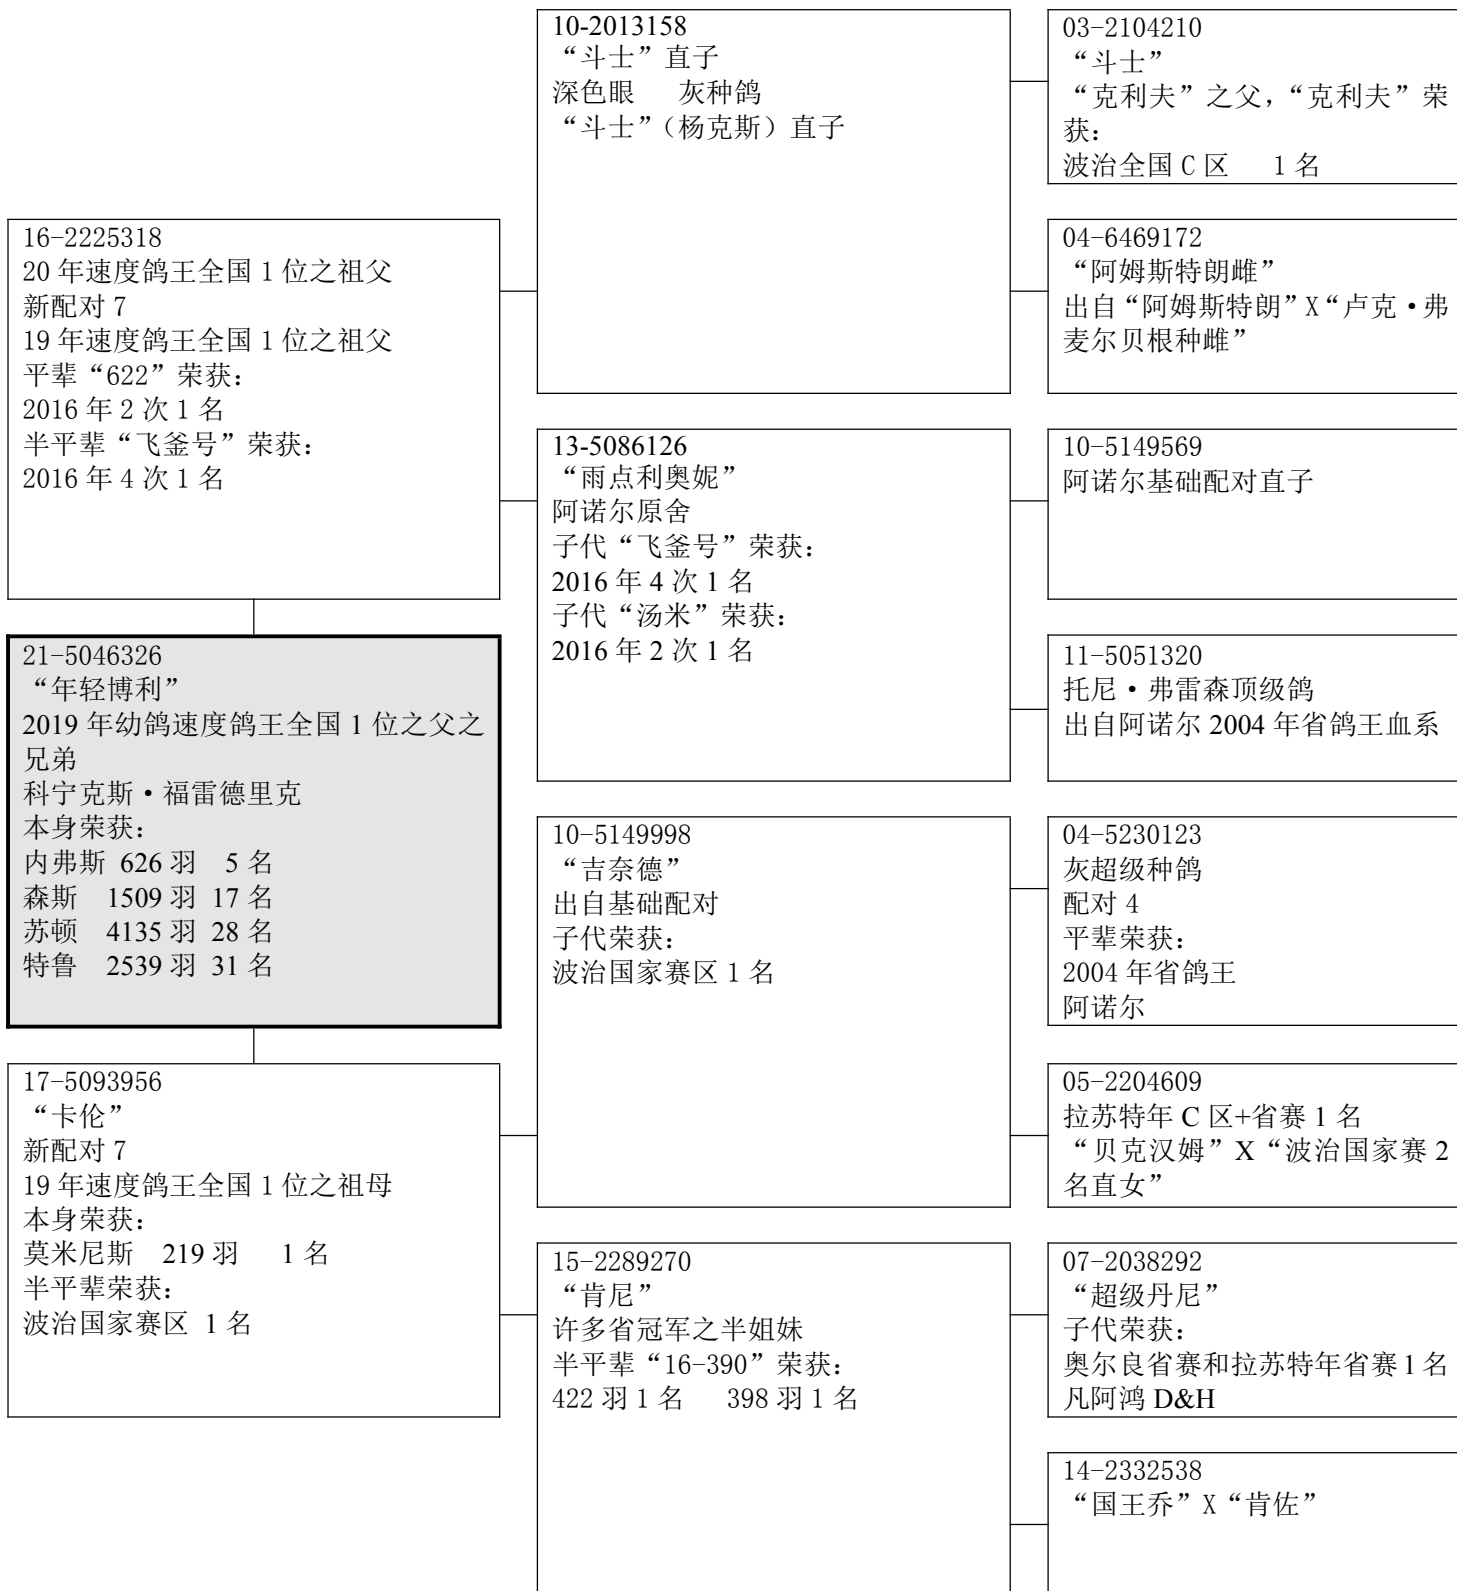 10-2013158
“斗士”直子
深色眼 灰种鸽
“斗士”（杨克斯）直子
03-2104210
“斗士”
“克利夫”之父，“克利夫”荣
获：
波治全国 C 区 1 名
16-2225318
20 年速度鸽王全国 1 位之祖父
新配对 7
19 年速度鸽王全国 1 位之祖父
平辈“622”荣获：
2016 年 2 次 1 名
半平辈“飞釜号”荣获：
2016 年 4 次 1 名
04-6469172
“阿姆斯特朗雌”
出自“阿姆斯特朗”X“卢克·弗
麦尔贝根种雌”
13-5086126
“雨点利奥妮”
阿诺尔原舍
子代“飞釜号”荣获：
2016 年 4 次 1 名
子代“汤米”荣获：
2016 年 2 次 1 名
10-5149569
阿诺尔基础配对直子
11-5051320
托尼·弗雷森顶级鸽
出自阿诺尔 2004 年省鸽王血系
21-5046326
“年轻博利”
2019 年幼鸽速度鸽王全国 1 位之父之
兄弟
科宁克斯·福雷德里克
本身荣获：
内弗斯 626 羽 5 名
森斯 1509 羽 17 名
苏顿 4135 羽 28 名
特鲁 2539 羽 31 名
10-5149998
“吉奈德”
出自基础配对
子代荣获：
波治国家赛区 1 名
04-5230123
灰超级种鸽
配对 4
平辈荣获：
2004 年省鸽王
阿诺尔
17-5093956
“卡伦”
新配对 7
19 年速度鸽王全国 1 位之祖母
本身荣获：
莫米尼斯 219 羽 1 名
半平辈荣获：
波治国家赛区 1 名
05-2204609
拉苏特年 C 区+省赛 1 名
“贝克汉姆”X“波治国家赛 2
名直女”
15-2289270
“肯尼”
许多省冠军之半姐妹
半平辈“16-390”荣获：
422 羽 1 名 398 羽 1 名
07-2038292
“超级丹尼”
子代荣获：
奥尔良省赛和拉苏特年省赛 1 名
凡阿鸿 D&H
14-2332538
“国王乔”X“肯佐”